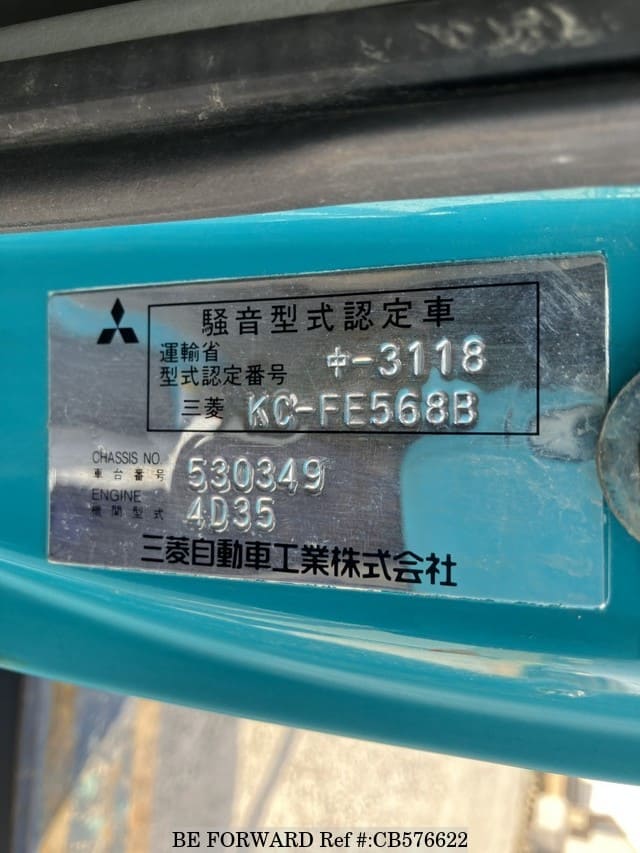 騒音型式認定車
運輸省
型式認定番号 中-3118
三菱 KC-FE568B
CHASSIS NO
車台番号 530349
ENGINE
機関型式 4D35
三菱自動車工業株式会社
BE FORWARD Ref #:CB576622